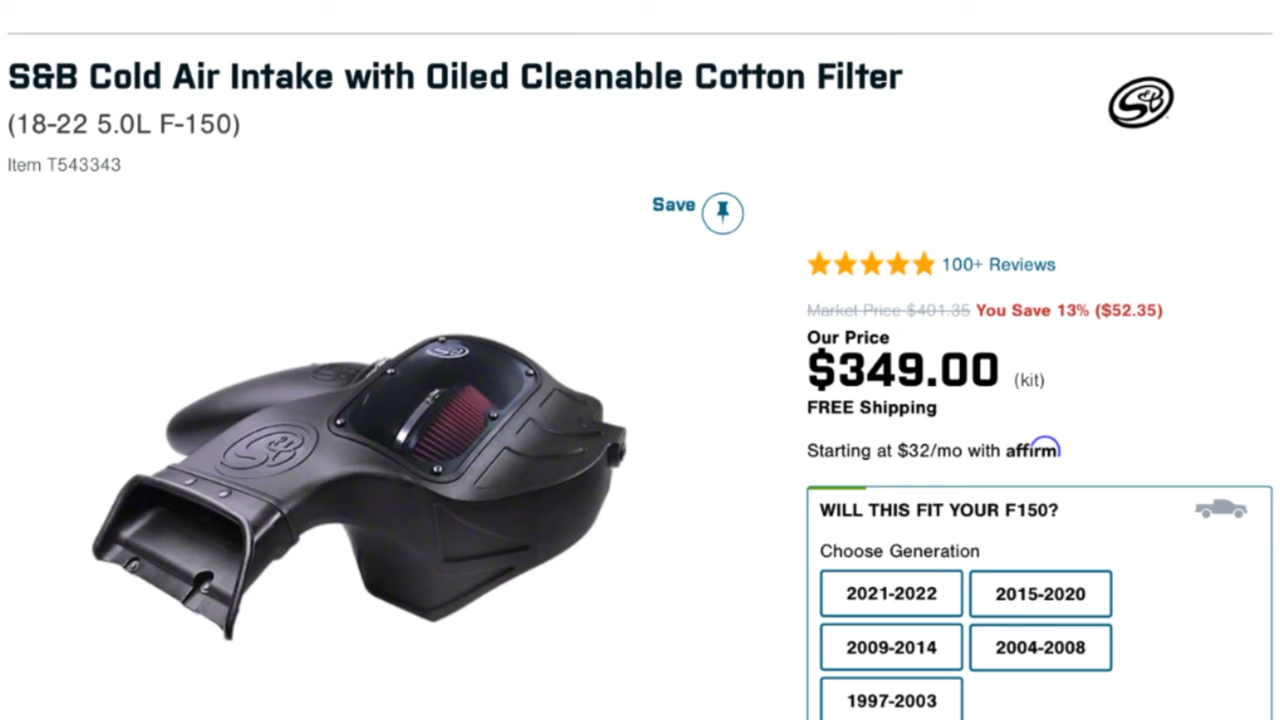 S&B Cold Air Intake with Oiled Cleanable Cotton Filter
(18-22 5.0L F-150)
Item T543343
S&B
Save
100+ Reviews
Market Price $401.35 You Save 13% ($52.35)
Our Price
$349.00 (kit)
FREE Shipping
Starting at $32/mo with affirm
S&B
WILL THIS FIT YOUR F150?
Choose Generation
2021-2022 2015-2020
2009-2014 2004-2008
1997-2003